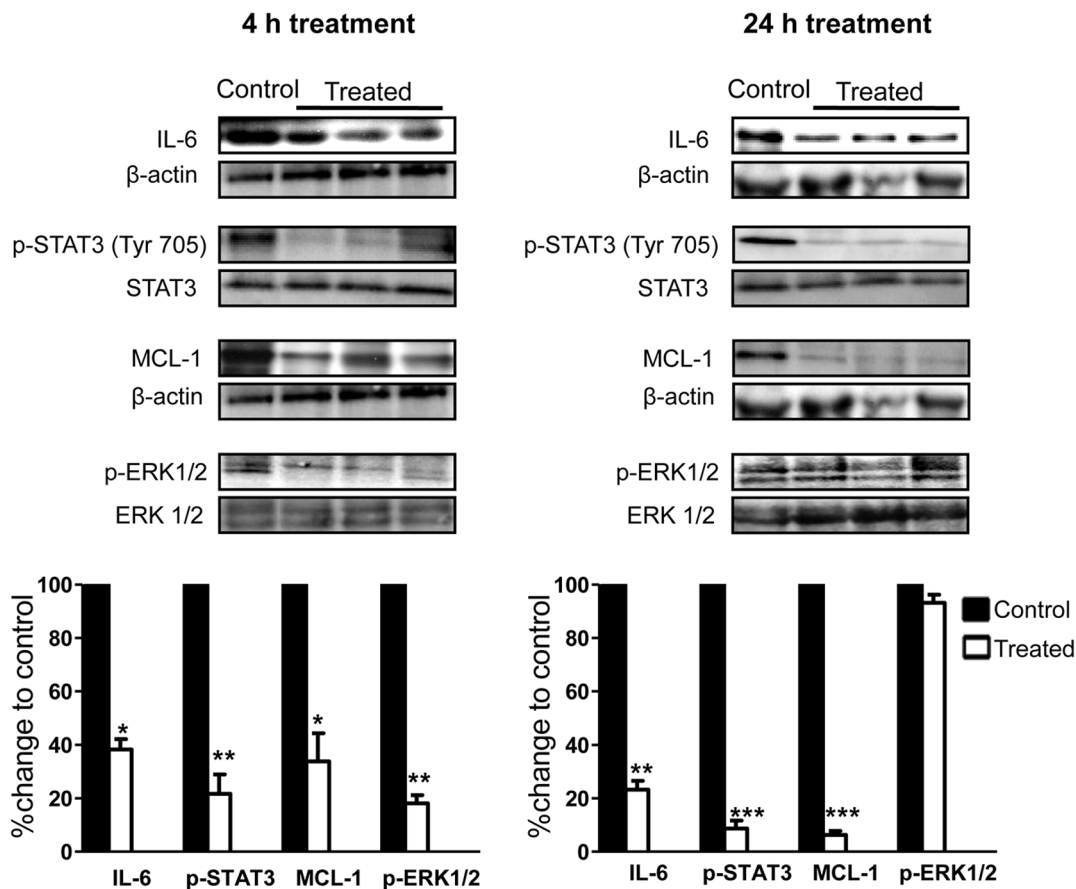 4 h treatment
Control Treated
IL-6
β-actin
p-STAT3 (Tyr 705)
STAT3
MCL-1
β-actin
p-ERK1/2
ERK 1/2
%change to control
100
80
60
40
20
0
*
**
*
**
IL-6 p-STAT3 MCL-1 p-ERK1/2
24 h treatment
Control Treated
IL-6
β-actin
p-STAT3 (Tyr 705)
STAT3
MCL-1
β-actin
p-ERK1/2
ERK 1/2
%change to control
100
80
60
40
20
0
**
***
***
IL-6 p-STAT3 MCL-1 p-ERK1/2
Control
Treated